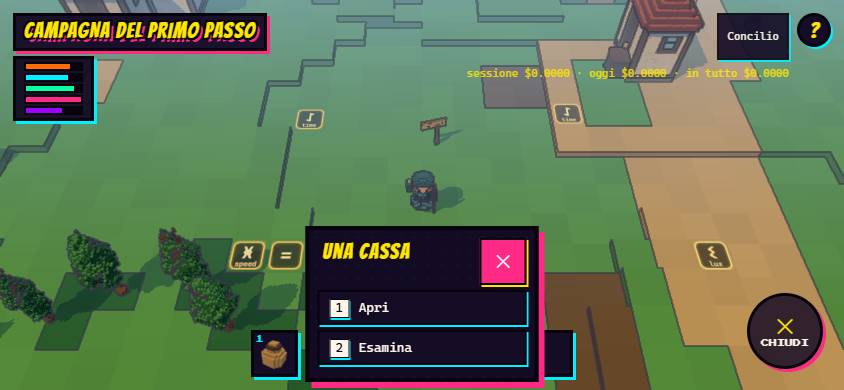 CAMPAGNA DEL PRIMO PASSO
Concilio
?
sessione $0.0000 · oggi $0.0000 · in tutto $0.0000
time
time
speed
=
lux
UNA CASSA
1 Apri
2 Esamina
1
CHIUDI